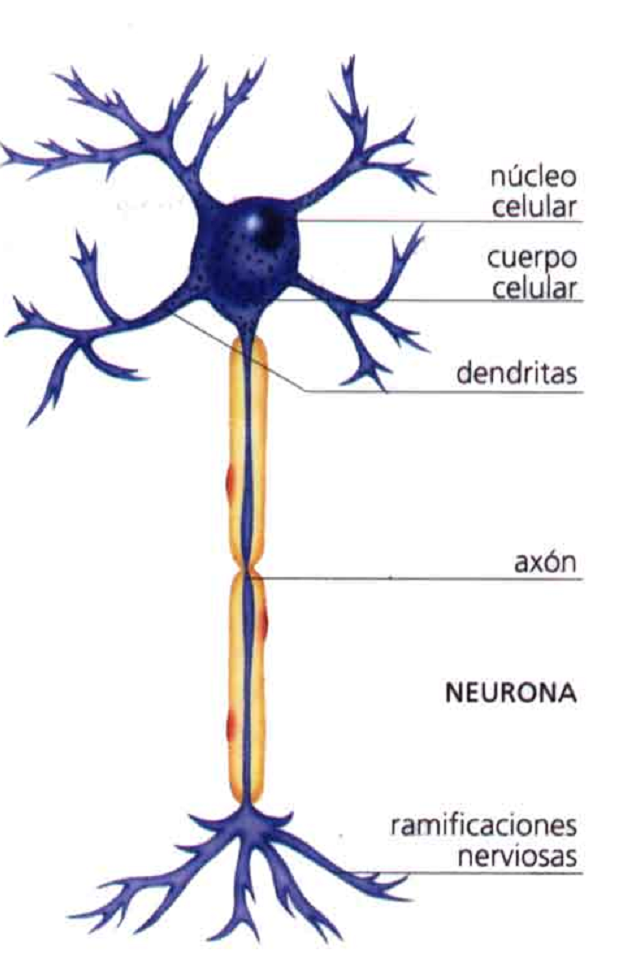 núcleo
celular
cuerpo
celular
dendritas
axón
NEURONA
ramificaciones
nerviosas